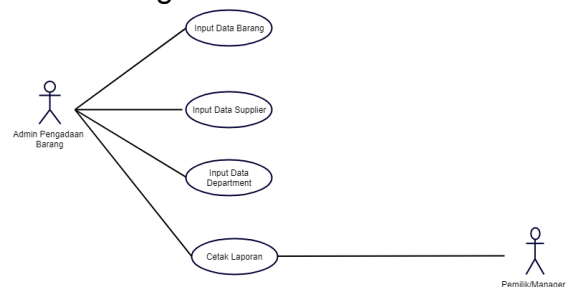 Input Data Barang
Input Data Supplier
Admin Pengadaan
Barang
Input Data
Department
Cetak Laporan
Pemilik/Manager